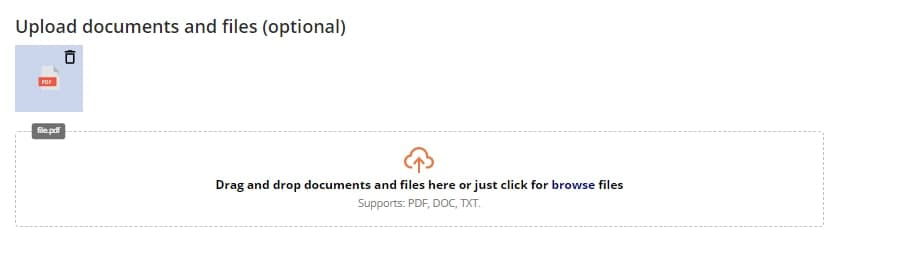 Upload documents and files (optional)
PDF
file.pdf
Drag and drop documents and files here or just click for browse files
Supports: PDF, DOC, TXT.